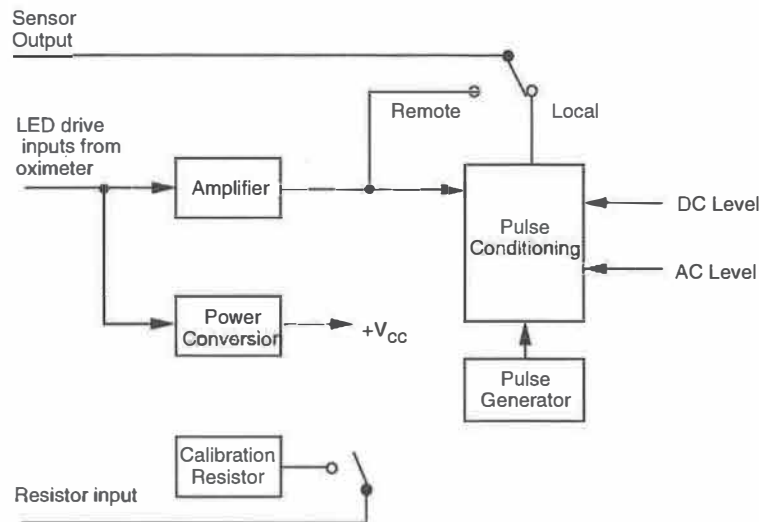 Sensor
Output
Remote
Local
LED drive
inputs from
oximeter
Amplifier
Pulse
Conditioning
DC Level
AC Level
Power
Conversion
+VCC
Pulse
Generator
Calibration
Resistor
Resistor input